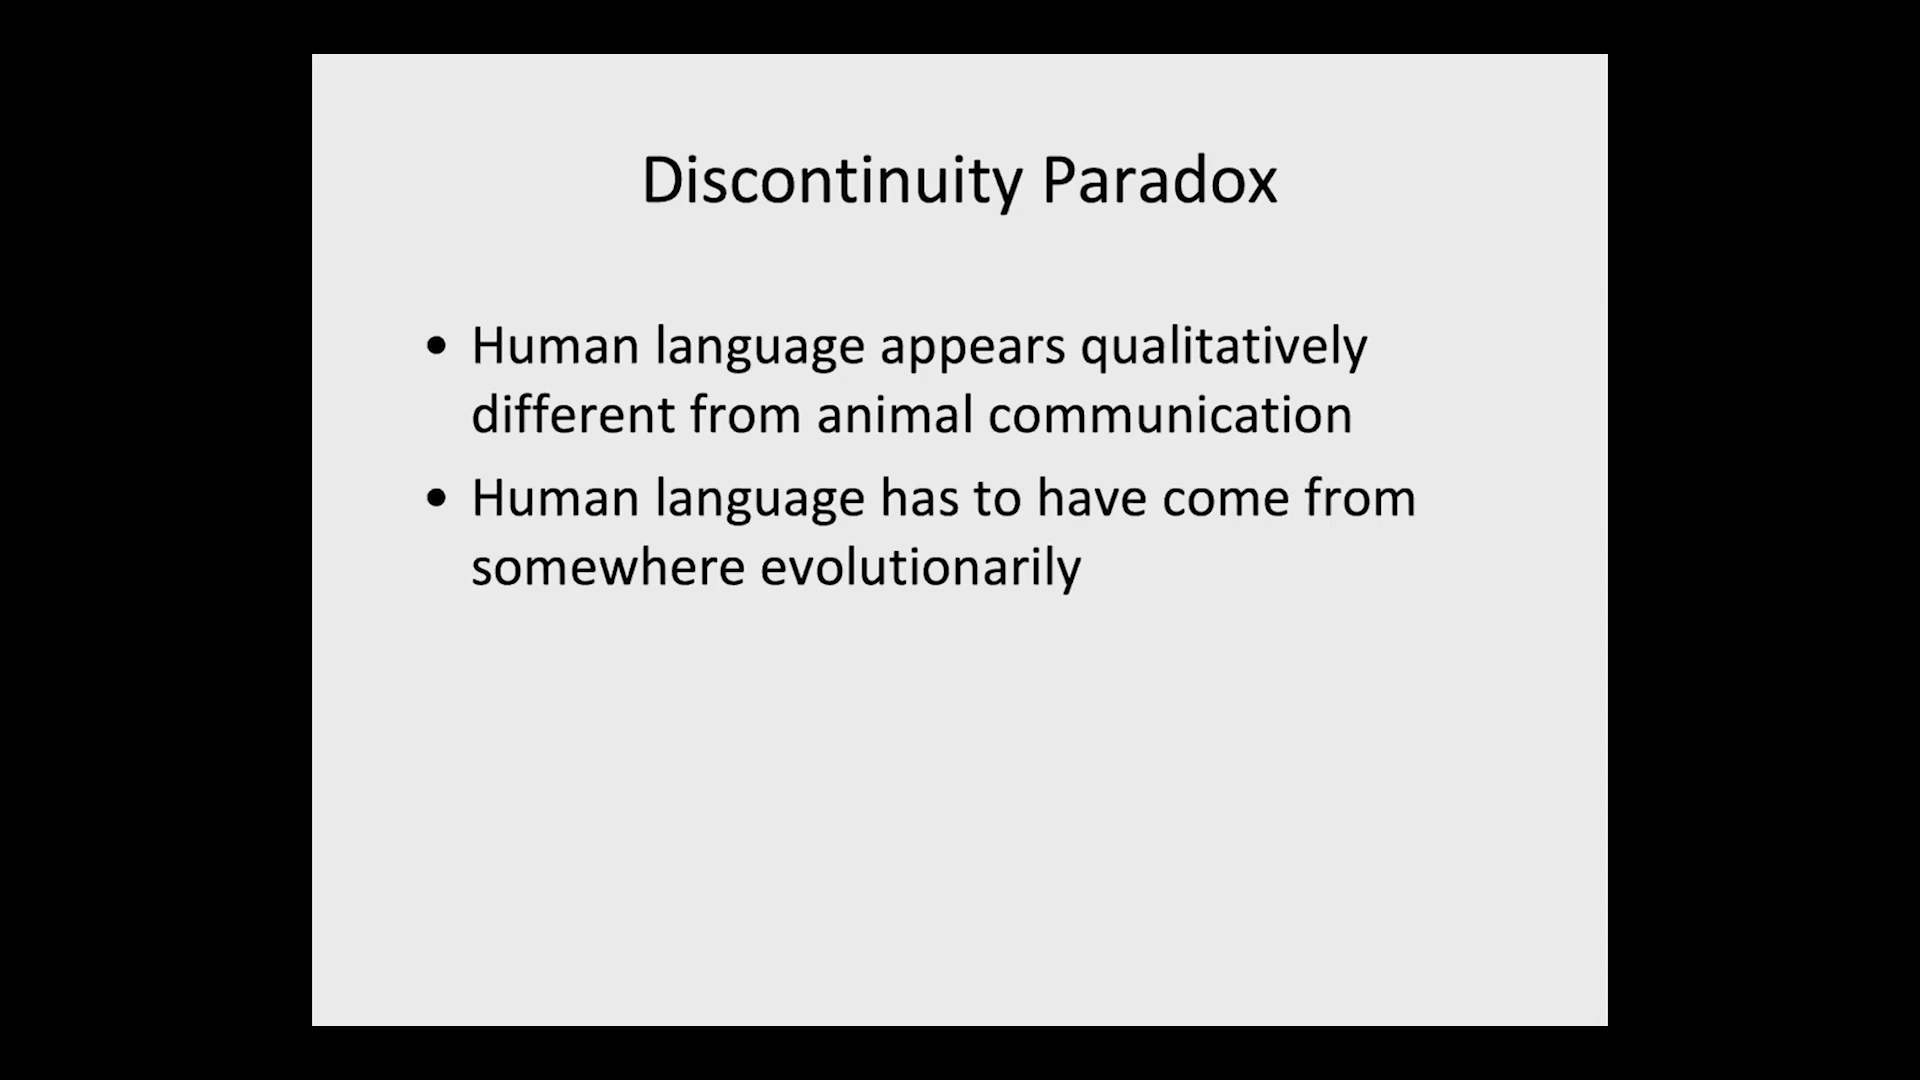 Discontinuity Paradox
• Human language appears qualitatively
different from animal communication
• Human language has to have come from
somewhere evolutionarily